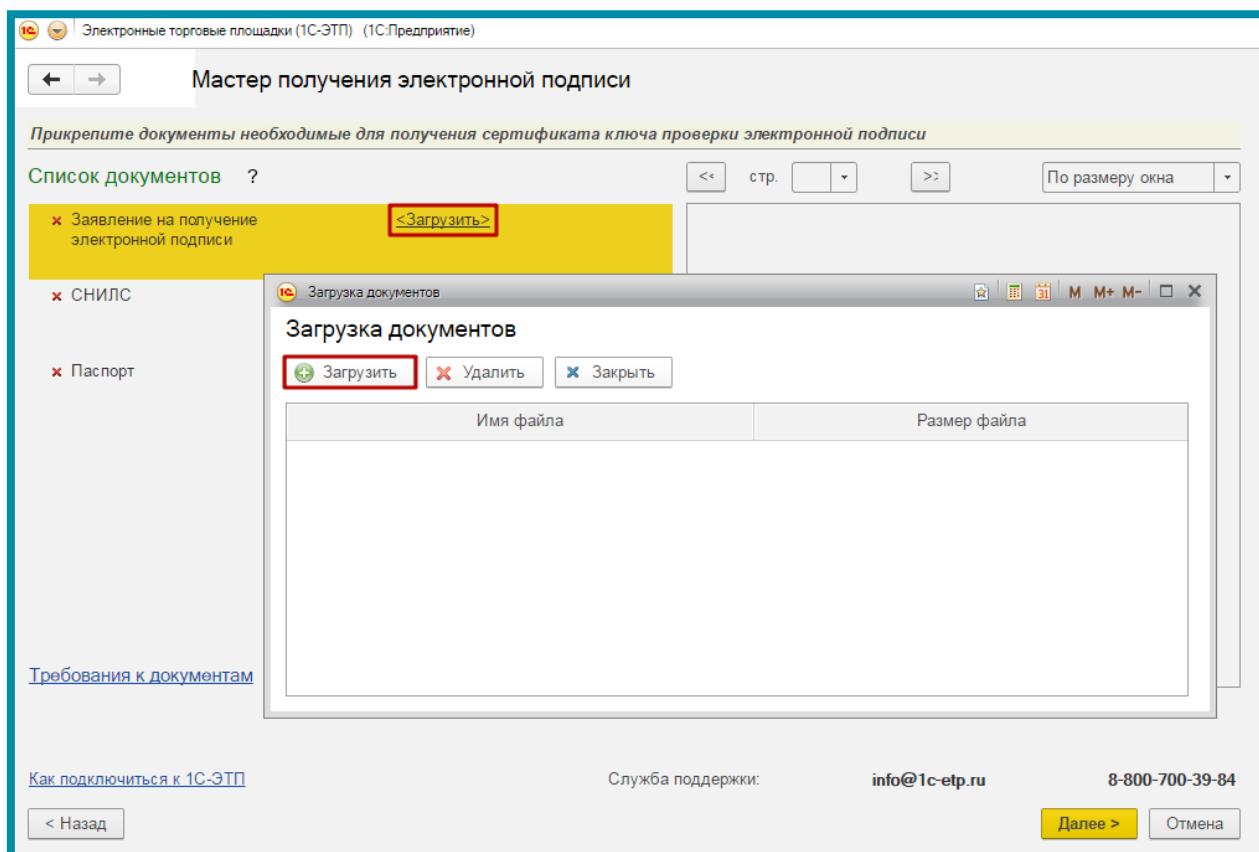 Электронные торговые площадки (1С-ЭТП) (1С:Предприятие)
Мастер получения электронной подписи
Прикрепите документы необходимые для получения сертификата ключа проверки электронной подписи
Список документов ?
<< стр. >> По размеру окна
Заявление на получение
электронной подписи
<Загрузить>
СНИЛС
Паспорт
Загрузка документов
31 M M+ M-
Загрузка документов
Загрузить Удалить Закрыть
Имя файла Размер файла
Требования к документам
Как подключиться к 1С-ЭТП Служба поддержки: info@1c-etp.ru 8-800-700-39-84
< Назад Далее > Отмена